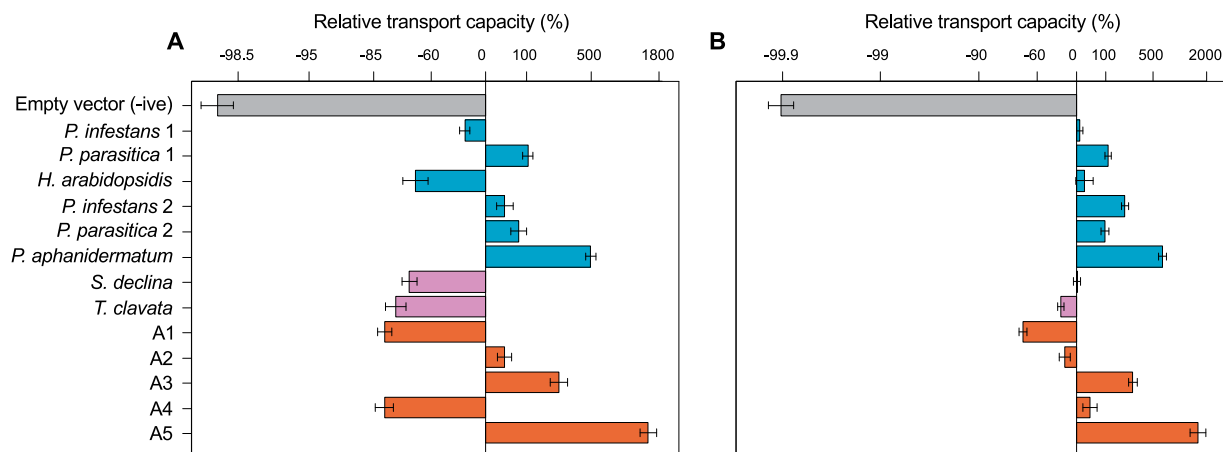 Relative transport capacity (%)
A
-98.5 -95 -85 -60 0 100 500 1800
Relative transport capacity (%)
B
-99.9 -99 -90 -60 0 100 500 2000
Empty vector (-ive)
P. infestans 1
P. parasitica 1
H. arabidopsidis
P. infestans 2
P. parasitica 2
P. aphanidermatum
S. declina
T. clavata
A1
A2
A3
A4
A5